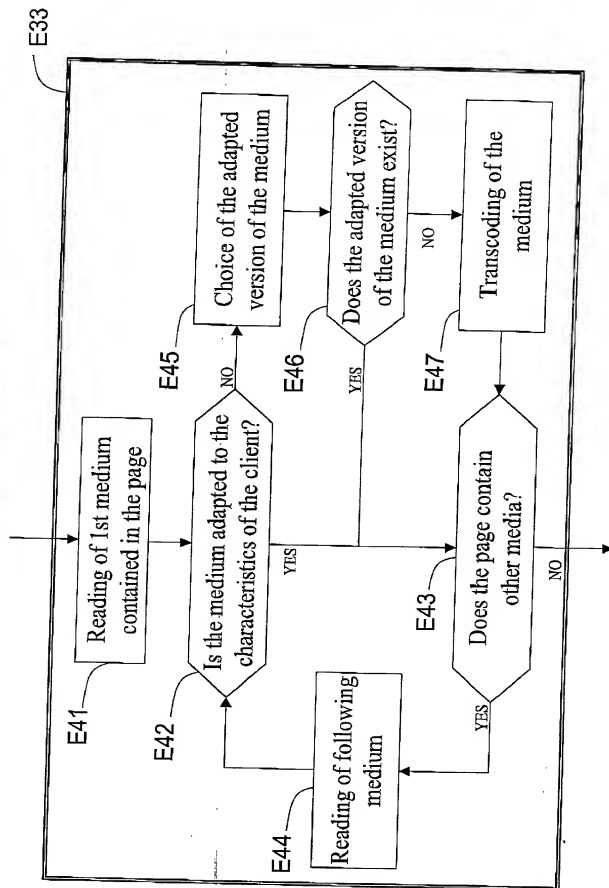 E33
E41
Reading of 1st medium
contained in the page
E42
Is the medium adapted to the
characteristics of the client?
NO
YES
E45
Choice of the adapted
version of the medium
E46
Does the adapted version
of the medium exist?
YES
NO
E47
Transcoding of the
medium
E43
Does the page contain
other media?
YES
NO
E44
Reading of following
medium